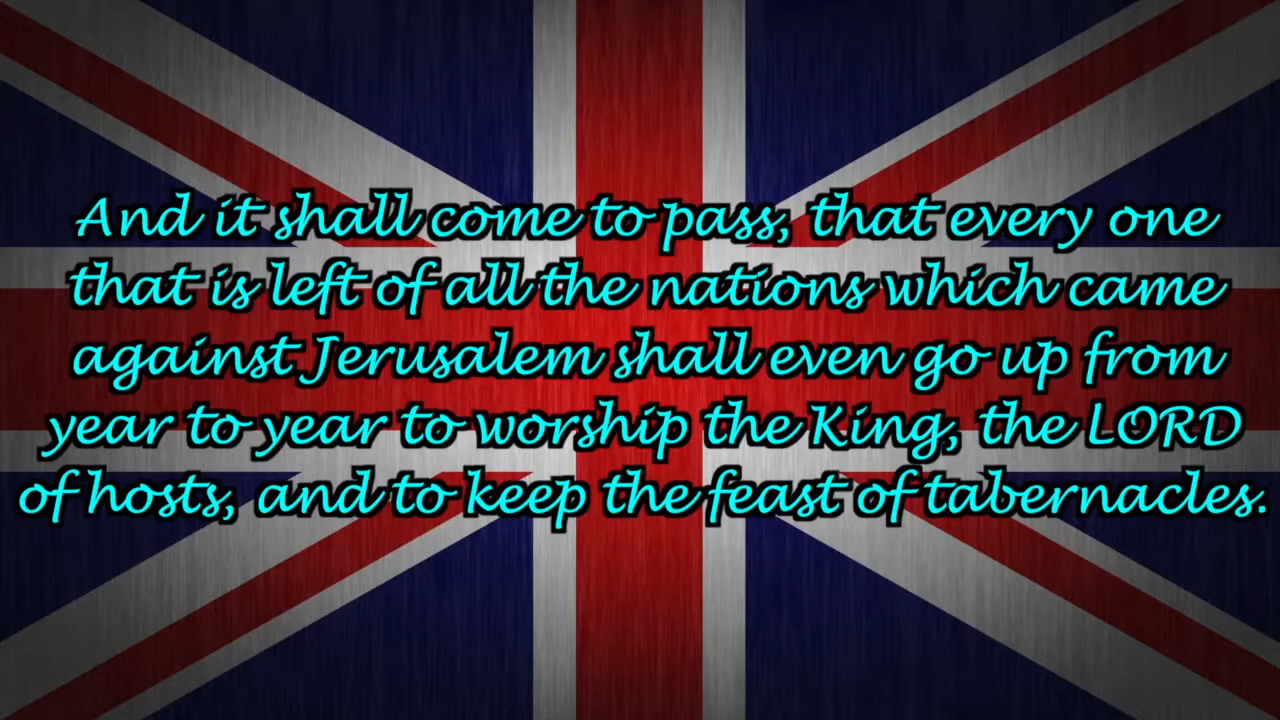 And it shall come to pass, that every one
that is left of all the nations which came
against Jerusalem shall even go up from
year to year to worship the King, the LORD
of hosts, and to keep the feast of tabernacles.